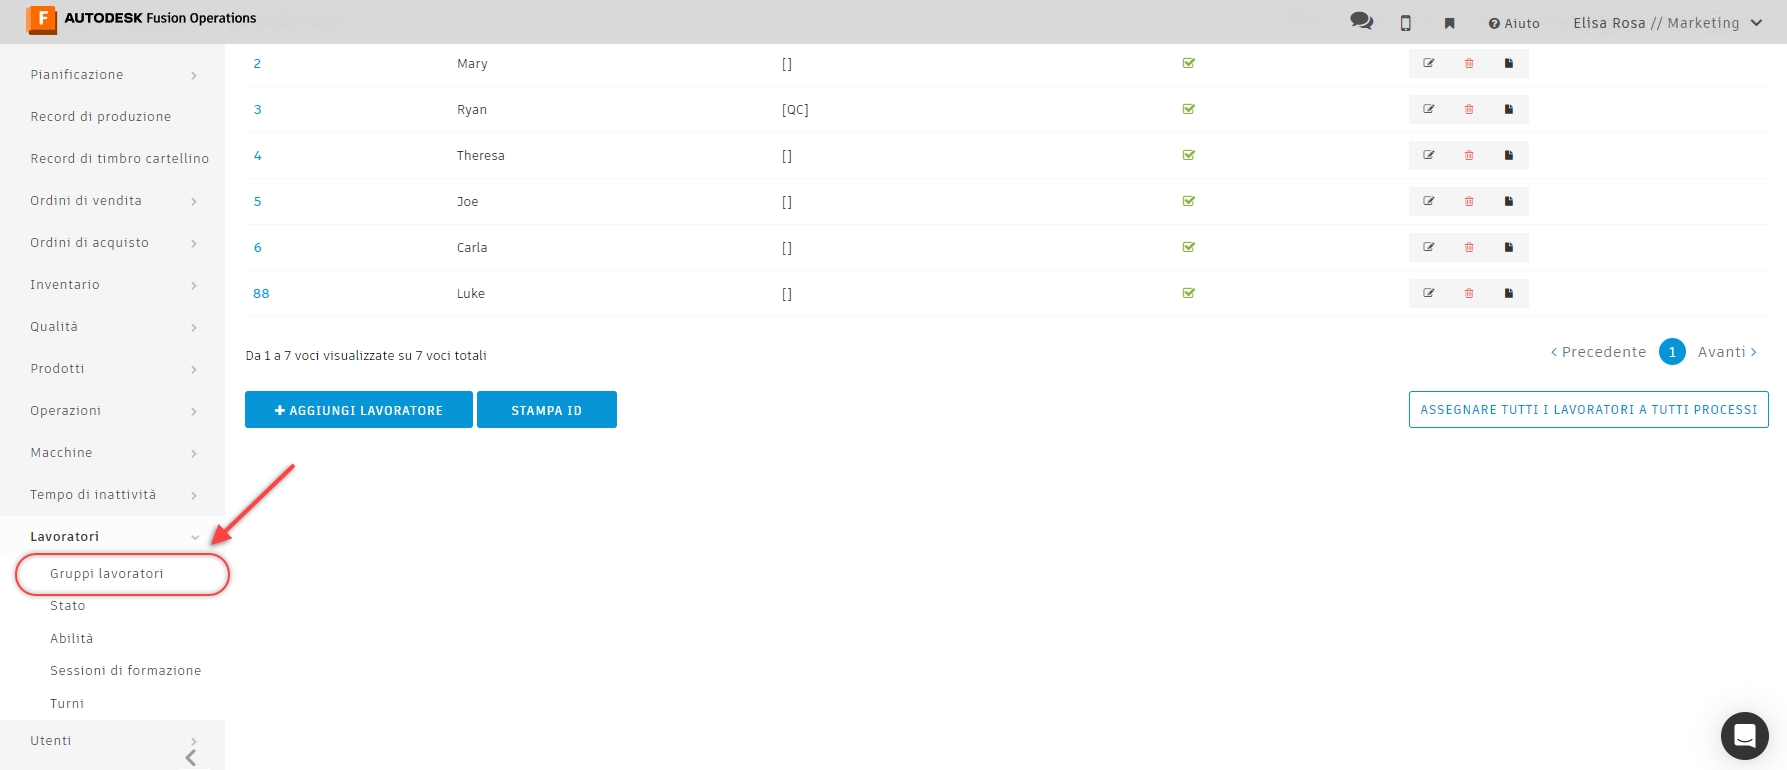 F AUTODESK Fusion Operations
Aiuto
Elisa Rosa // Marketing
Pianificazione
Record di produzione
Record di timbro cartellino
Ordini di vendita
Ordini di acquisto
Inventario
Qualità
Prodotti
Operazioni
Macchine
Tempo di inattività
Lavoratori
Gruppi lavoratori
Stato
Abilità
Sessioni di formazione
Turni
Utenti
2 Mary []
3 Ryan [QC]
4 Theresa []
5 Joe []
6 Carla []
88 Luke []
Da 1 a 7 voci visualizzate su 7 voci totali
Precedente 1 Avanti
AGGIUNGI LAVORATORE
STAMPA ID
ASSEGNARE TUTTI I LAVORATORI A TUTTI PROCESSI